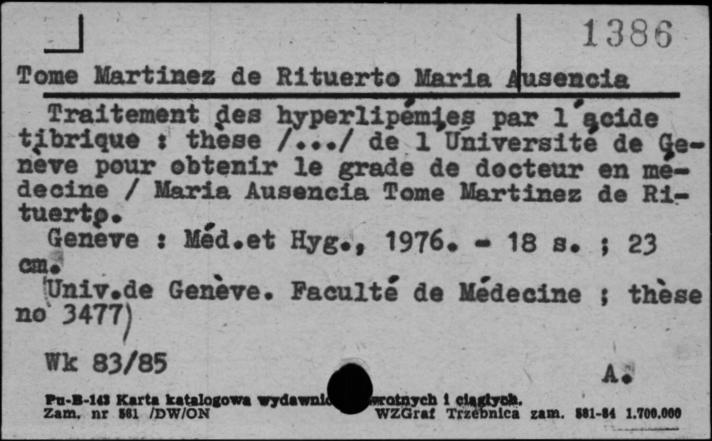 1386
Tome Martinez de Rituerto Maria Ausencia
Traitement des hyperlipémies par l'acide
tibrique : thèse /.../ de l'Université de Ge-
nève pour obtenir le grade de docteur en mé-
decine / Maria Ausencia Tome Martinez de Ri-
tuerto.
Genève : Méd.et Hyg., 1976. - 18 s. ; 23
cm.
(Univ.de Genève. Faculté de Médecine ; thèse
no 3477)
Wk 83/85
A.
Pu-B-143 Karta katalogowa ciągłych.
Zam. nr 561 /DW/ON WZGraf Trzebnica zam. 881-84 1.700.000